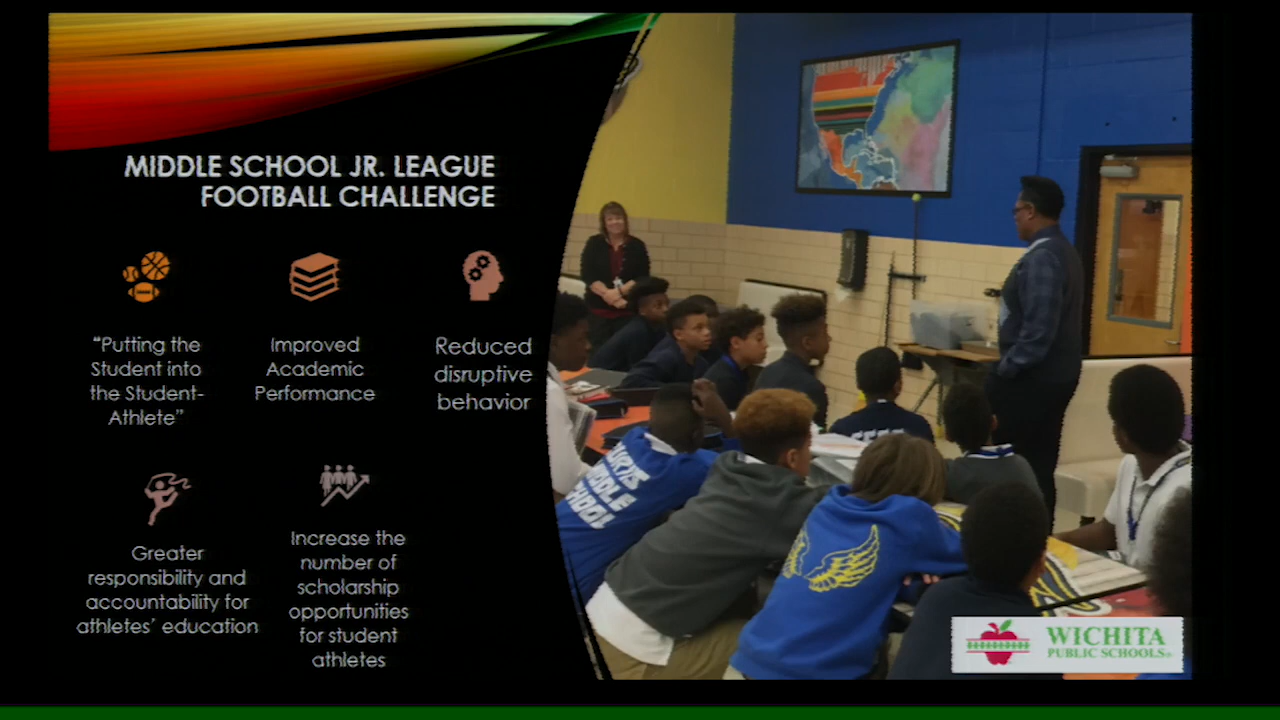 MIDDLE SCHOOL JR. LEAGUE
FOOTBALL CHALLENGE
“Putting the
Student into
the Student-
Athlete”
Improved
Academic
Performance
Reduced
disruptive
behavior
Greater
responsibility and
accountability for
athletes’ education
Increase the
number of
scholarship
opportunities
for student
athletes
WICHITA
PUBLIC SCHOOLS